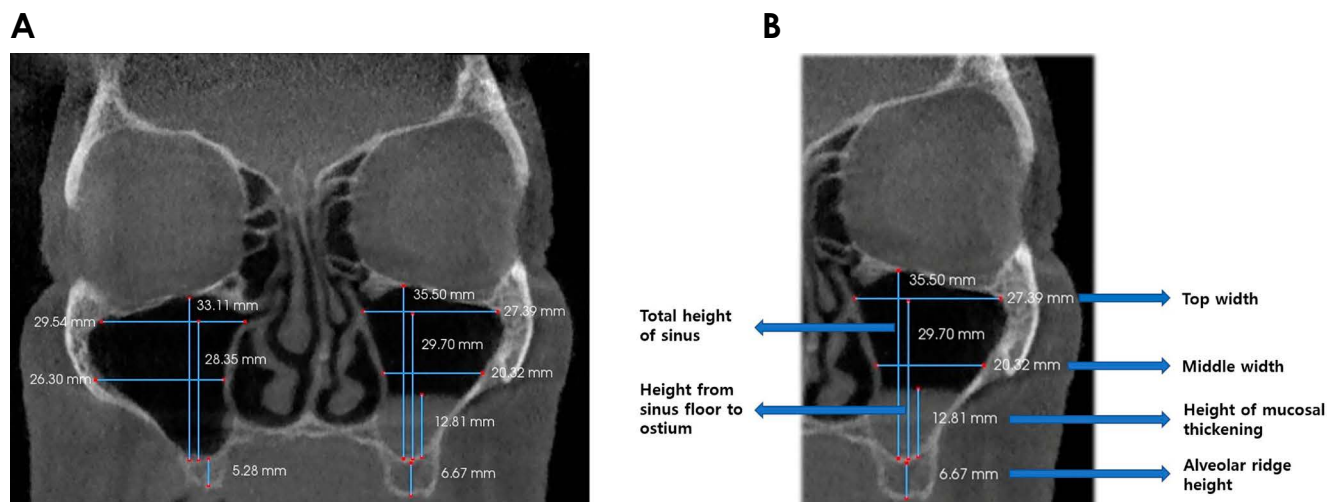 A
33.11 mm
29.54 mm
28.35 mm
26.30 mm
5.28 mm
35.50 mm
27.39 mm
29.70 mm
20.32 mm
12.81 mm
6.67 mm
B
35.50 mm
27.39 mm
Top width
Total height
of sinus
29.70 mm
20.32 mm
Middle width
Height from
sinus floor to
ostium
12.81 mm
Height of mucosal
thickening
6.67 mm
Alveolar ridge
height